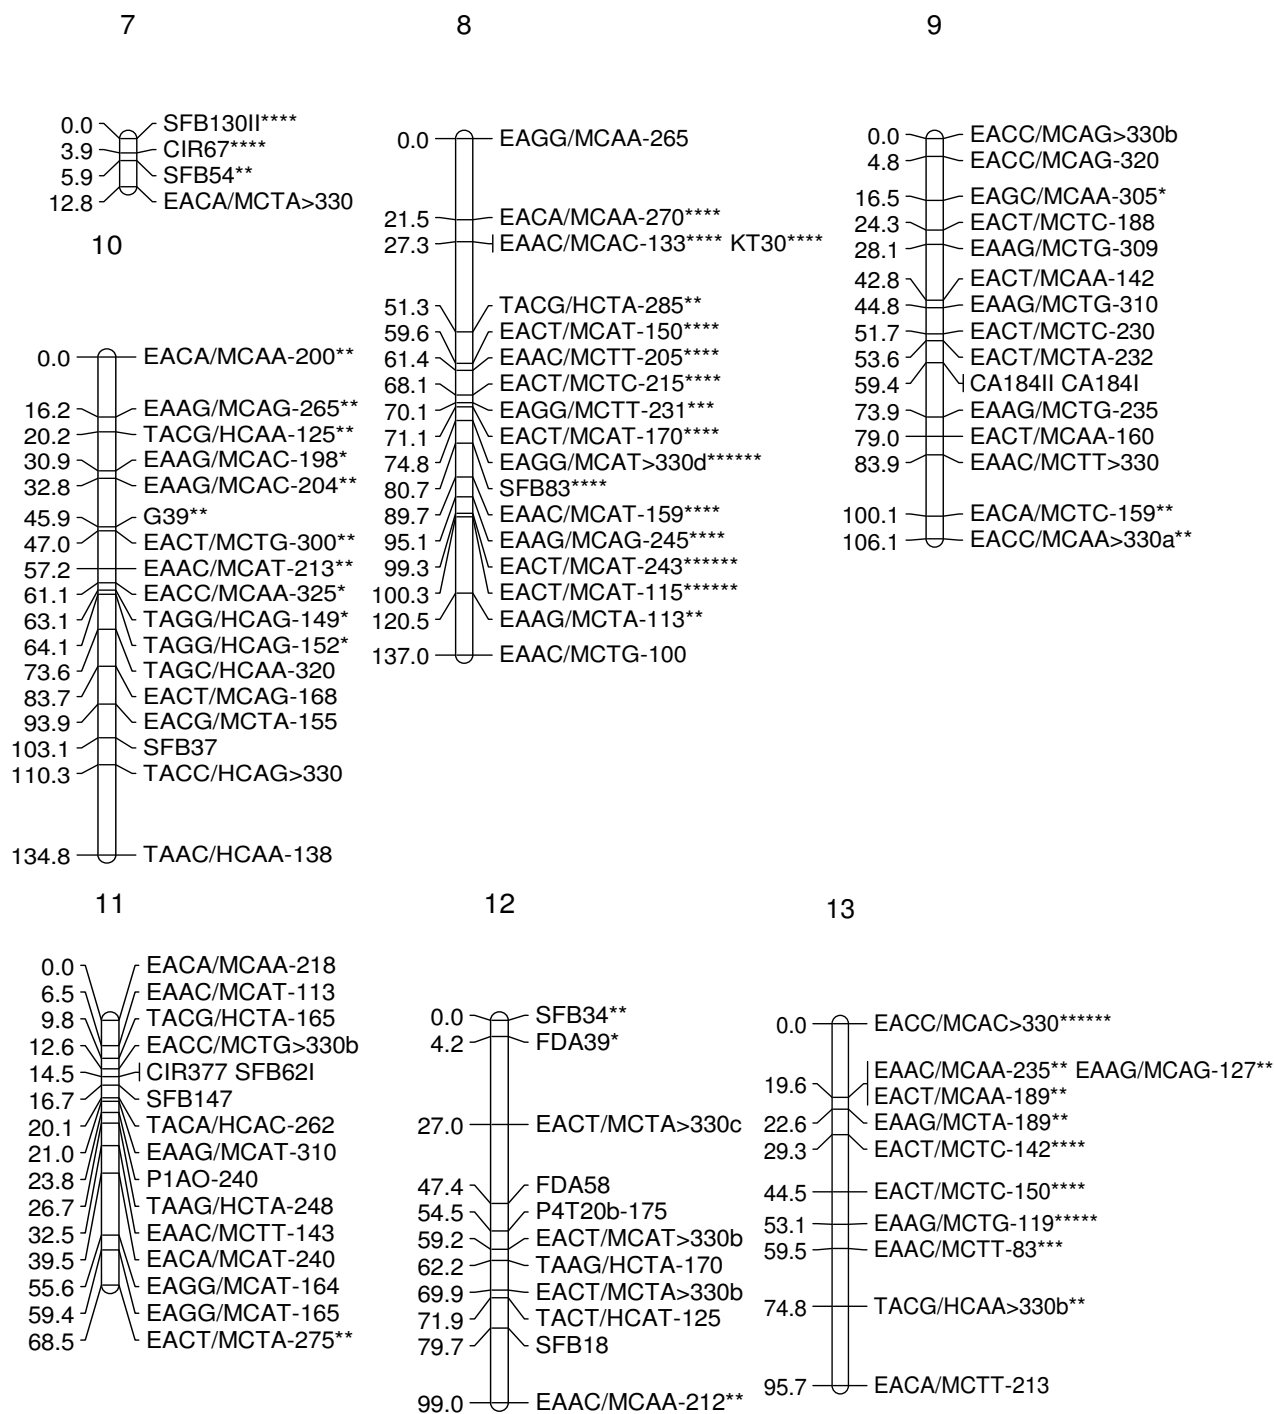 7
0.0 SFB130II****
3.9 CIR67****
5.9 SFB54**
12.8 EACA/MCTA>330
8
0.0 EAGG/MCAA-265
21.5 EACA/MCAA-270****
27.3 EAAC/MCAC-133**** KT30****
51.3 TACG/HCTA-285**
59.6 EACT/MCAT-150****
61.4 EAAC/MCTT-205****
68.1 EACT/MCTC-215****
70.1 EAGG/MCTT-231***
71.1 EACT/MCAT-170****
74.8 EAGG/MCAT>330d******
80.7 SFB83****
89.7 EAAC/MCAT-159****
95.1 EAAG/MCAG-245****
99.3 EACT/MCAT-243******
100.3 EACT/MCAT-115******
120.5 EAAG/MCTA-113**
137.0 EAAC/MCTG-100
9
0.0 EACC/MCAG>330b
4.8 EACC/MCAG-320
16.5 EAGC/MCAA-305*
24.3 EACT/MCTC-188
28.1 EAAG/MCTG-309
42.8 EACT/MCAA-142
44.8 EAAG/MCTG-310
51.7 EACT/MCTC-230
53.6 EACT/MCTA-232
59.4 CA184II CA184I
73.9 EAAG/MCTG-235
79.0 EACT/MCAA-160
83.9 EAAC/MCTT>330
100.1 EACA/MCTC-159**
106.1 EACC/MCAA>330a**
10
0.0 EACA/MCAA-200**
16.2 EAAG/MCAG-265**
20.2 TACG/HCAA-125**
30.9 EAAG/MCAC-198*
32.8 EAAG/MCAC-204**
45.9 G39**
47.0 EACT/MCTG-300**
57.2 EAAC/MCAT-213**
61.1 EACC/MCAA-325*
63.1 TAGG/HCAG-149*
64.1 TAGG/HCAG-152*
73.6 TAGC/HCAA-320
83.7 EACT/MCAG-168
93.9 EACG/MCTA-155
103.1 SFB37
110.3 TACC/HCAG>330
134.8 TAAC/HCAA-138
11
0.0 EACA/MCAA-218
6.5 EAAC/MCAT-113
9.8 TACG/HCTA-165
12.6 EACC/MCTG>330b
14.5 CIR377 SFB62I
16.7 SFB147
20.1 TACA/HCAC-262
21.0 EAAG/MCAT-310
23.8 P1AO-240
26.7 TAAG/HCTA-248
32.5 EAAC/MCTT-143
39.5 EACA/MCAT-240
55.6 EAGG/MCAT-164
59.4 EAGG/MCAT-165
68.5 EACT/MCTA-275**
12
0.0 SFB34**
4.2 FDA39*
27.0 EACT/MCTA>330c
47.4 FDA58
54.5 P4T20b-175
59.2 EACT/MCAT>330b
62.2 TAAG/HCTA-170
69.9 EACT/MCTA>330b
71.9 TACT/HCAT-125
79.7 SFB18
99.0 EAAC/MCAA-212**
13
0.0 EACC/MCAC>330******
EAAC/MCAA-235** EAAG/MCAG-127**
19.6 EACT/MCAA-189**
22.6 EAAG/MCTA-189**
29.3 EACT/MCTC-142****
44.5 EACT/MCTC-150****
53.1 EAAG/MCTG-119*****
59.5 EAAC/MCTT-83***
74.8 TACG/HCAA>330b**
95.7 EACA/MCTT-213